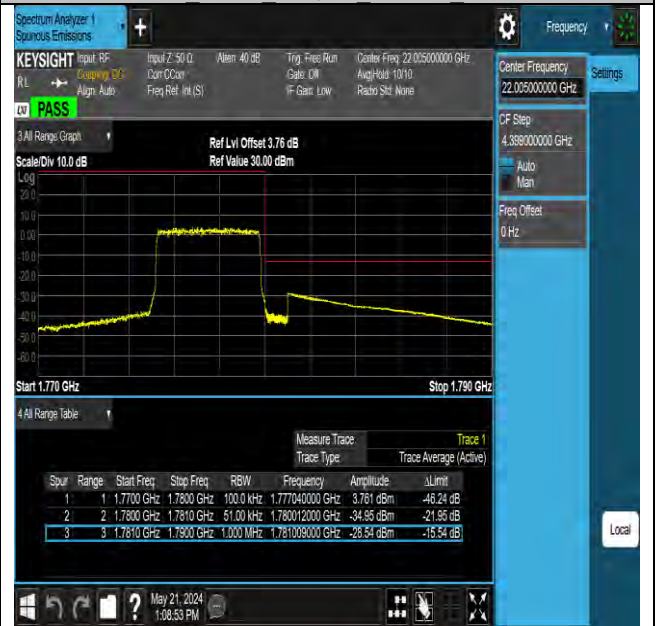 Spectrum Analyzer 1
Spurious Emissions
+
Frequency
KEYSIGHT Input: RF Input Z: 50 Ω Atten: 40 dB Trig: Free Run Center Freq: 22.005000000 GHz
RL Coupling: DC Corr CCorr Gate: Off Avg|Hold: 10/10
Align: Auto Freq Ref: Int (S) IF Gain: Low Radio Std: None
LXI PASS
3 All Range Graph
Ref Lvl Offset 3.76 dB
Scale/Div 10.0 dB Ref Value 30.00 dBm
Log
20.0
10.0
0.00
-10.0
-20.0
-30.0
-40.0
-50.0
-60.0
Start 1.770 GHz Stop 1.790 GHz
4 All Range Table
Measure Trace Trace 1
Trace Type Trace Average (Active)
Spur Range Start Freq Stop Freq RBW Frequency Amplitude ΔLimit
1 1 1.7700 GHz 1.7800 GHz 100.0 kHz 1.777040000 GHz 3.761 dBm -46.24 dB
2 2 1.7800 GHz 1.7810 GHz 51.00 kHz 1.780012000 GHz -34.95 dBm -21.95 dB
3 3 1.7810 GHz 1.7900 GHz 1.000 MHz 1.781009000 GHz -28.54 dBm -15.54 dB
Center Frequency
22.005000000 GHz
Settings
CF Step
4.399000000 GHz
Auto
Man
Freq Offset
0 Hz
Local
?
May 21, 2024
1:08:53 PM